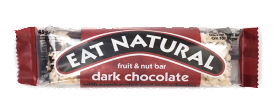 EAT NATURAL
fruit & nut bar
dark chocolate